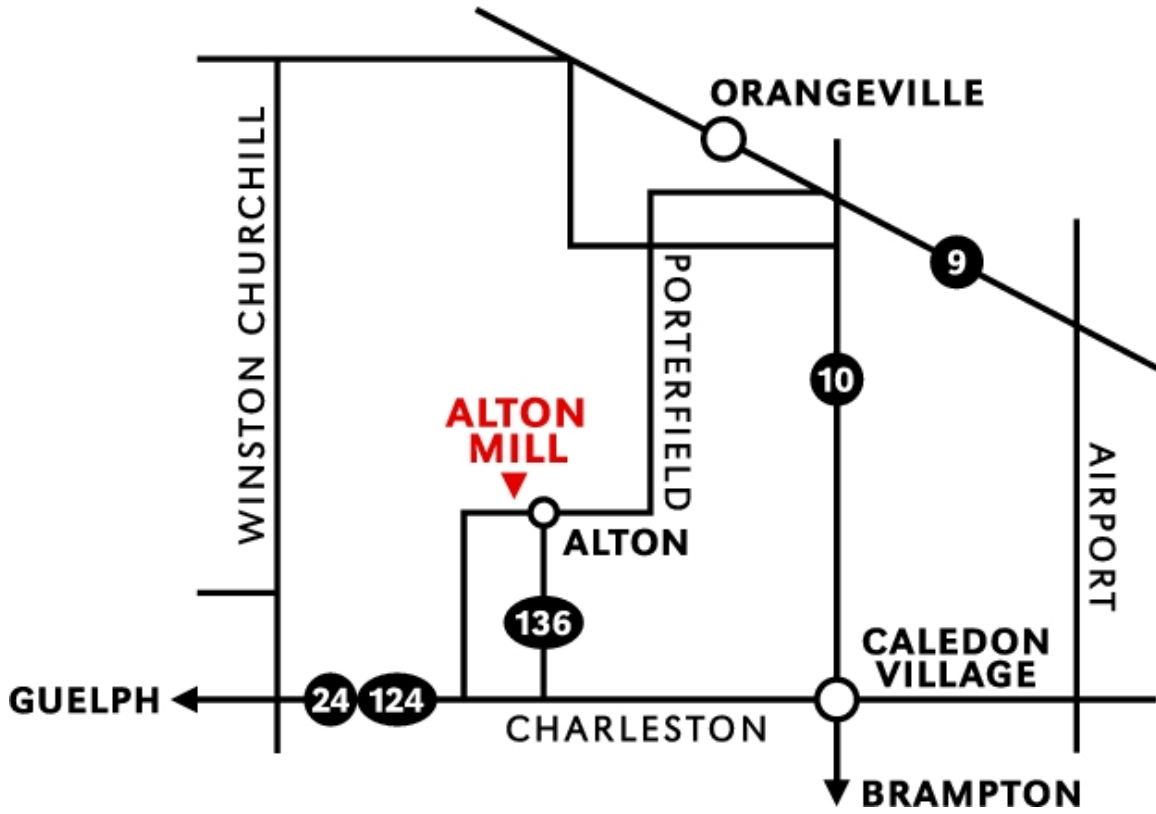 ORANGEVILLE
WINSTON CHURCHILL
9
PORTERFIELD
10
ALTON
MILL
AIRPORT
ALTON
136
CALEDON
VILLAGE
GUELPH
24
124
CHARLESTON
BRAMPTON